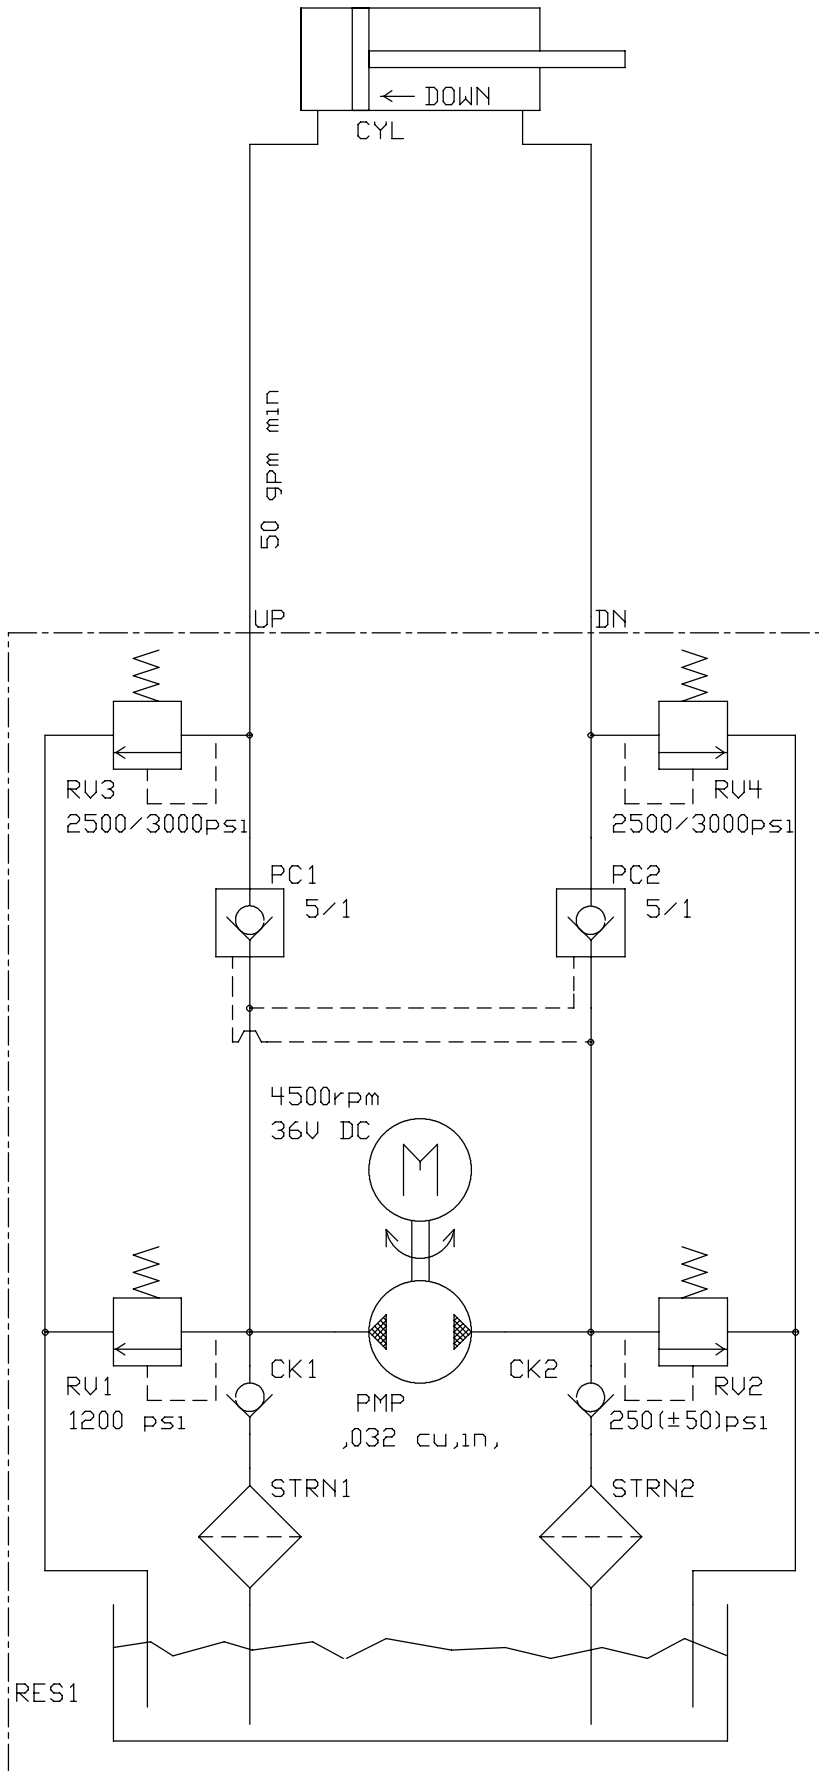 ← DOWN
CYL
50 gpm min
UP
DN
RV3
2500/3000psi
RV4
2500/3000psi
PC1
5/1
PC2
5/1
4500rpm
36V DC
M
RV1
1200 psi
CK1
PMP
,032 cu,in,
CK2
RV2
250(±50)psi
STRN1
STRN2
RES1